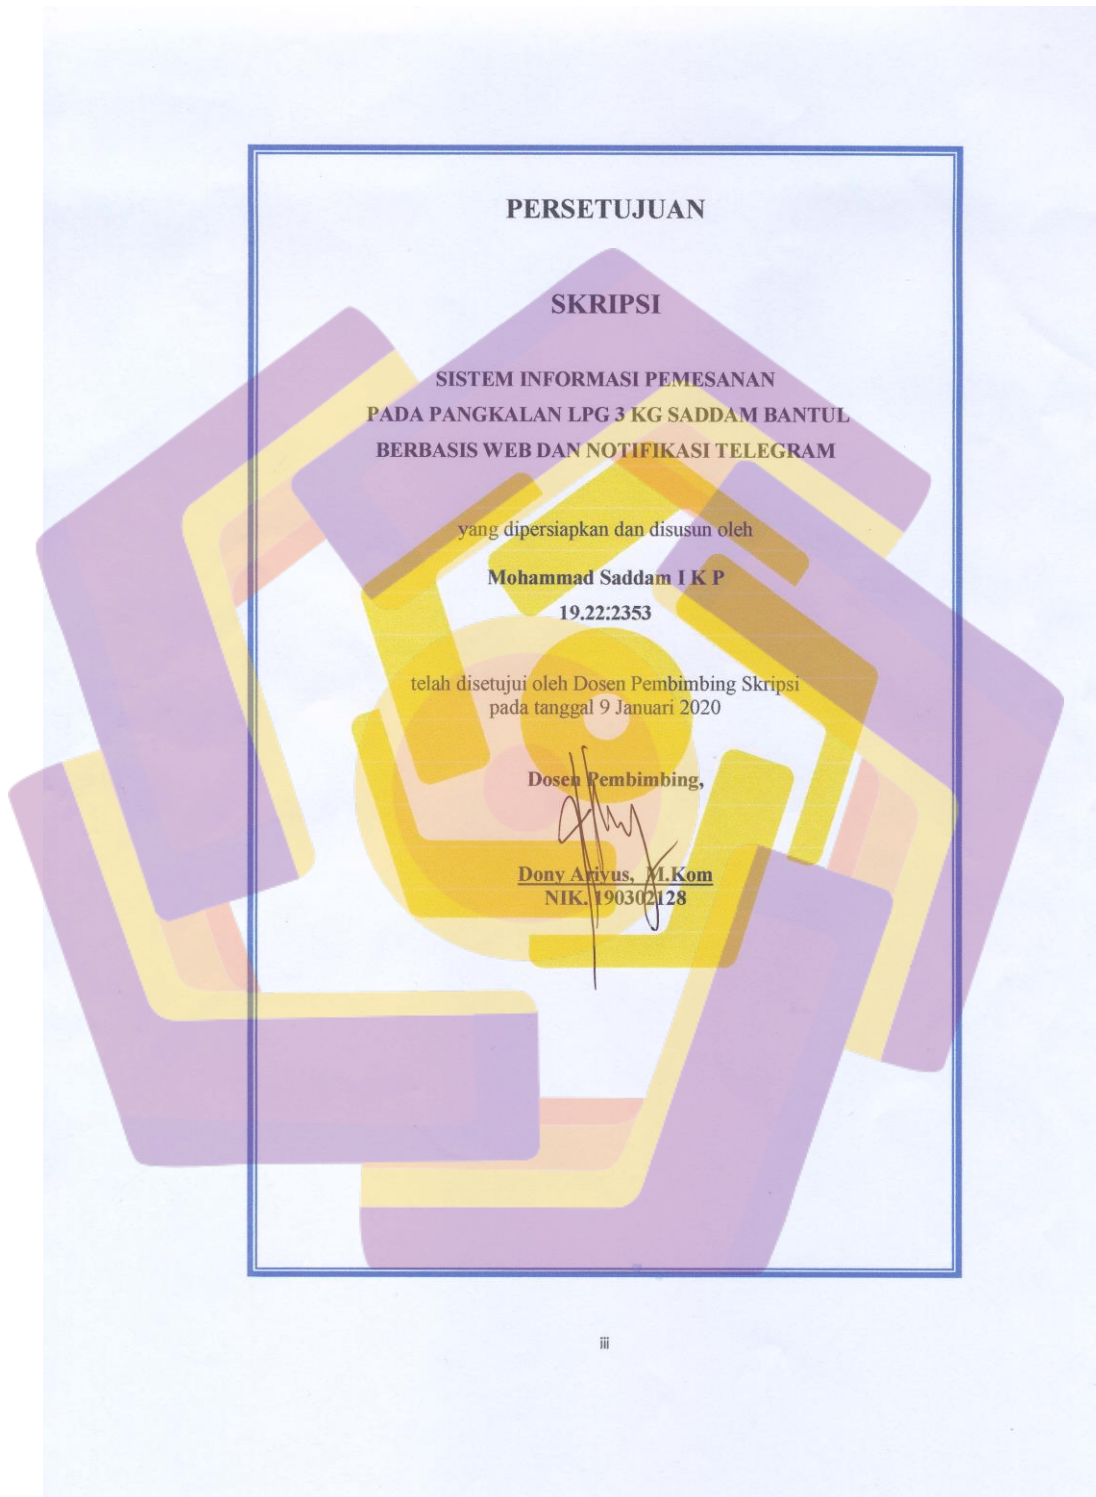 PERSETUJUAN
SKRIPSI
SISTEM INFORMASI PEMESANAN
PADA PANGKALAN LPG 3 KG SADDAM BANTUL
BERBASIS WEB DAN NOTIFIKASI TELEGRAM
yang dipersiapkan dan disusun oleh
Mohammad Saddam I K P
19.22.2353
telah disetujui oleh Dosen Pembimbing Skripsi
pada tanggal 9 Januari 2020
Dosen Pembimbing,
Dony Ariyus, M.Kom
NIK. 190302128
iii